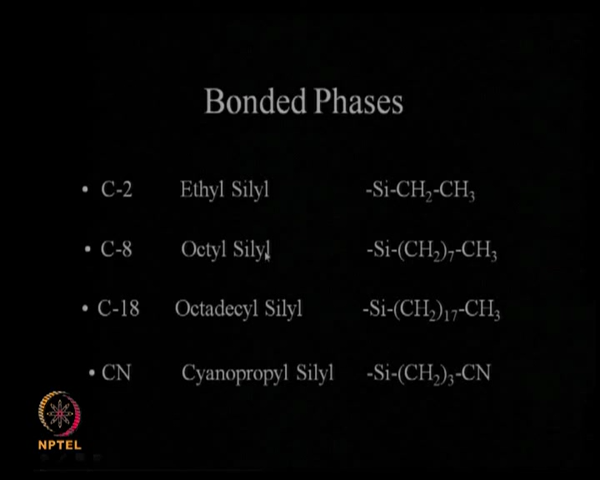 Bonded Phases
• C-2 Ethyl Silyl -Si-CH₂-CH₃
• C-8 Octyl Silyl -Si-(CH₂)₇-CH₃
• C-18 Octadecyl Silyl -Si-(CH₂)₁₇-CH₃
• CN Cyanopropyl Silyl -Si-(CH₂)₃-CN
NPTEL